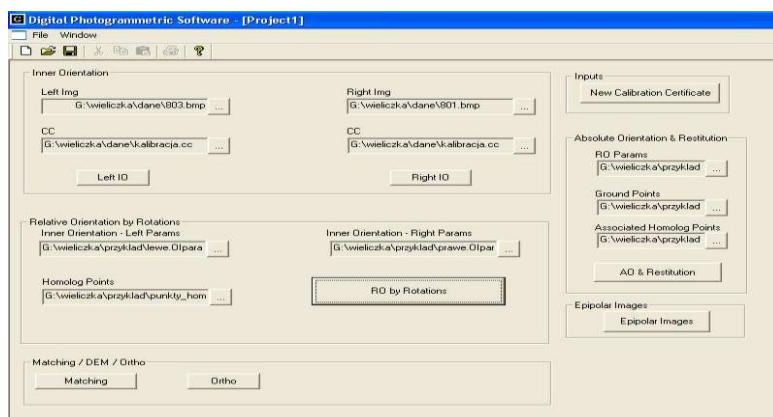 Digital Photogrammetric Software - [Project1]
File Window
Inner Orientation
Left Img
G:\wieliczka\dane\803.bmp ...
Right Img
G:\wieliczka\dane\801.bmp ...
CC
G:\wieliczka\dane\kalibracja.cc ...
CC
G:\wieliczka\dane\kalibracja.cc ...
Left IO
Right IO
Relative Orientation by Rotations
Inner Orientation - Left Params
G:\wieliczka\przyklad\lewe.OIpara ...
Inner Orientation - Right Params
G:\wieliczka\przyklad\prawe.OIpar ...
Homolog Points
G:\wieliczka\przyklad\punkty_hom ...
RO by Rotations
Matching / DEM / Ortho
Matching
Ortho
Inputs
New Calibration Certificate
Absolute Orientation & Restitution
RO Params
G:\wieliczka\przyklad ...
Ground Points
G:\wieliczka\przyklad ...
Associated Homolog Points
G:\wieliczka\przyklad ...
AO & Restitution
Epipolar Images
Epipolar Images